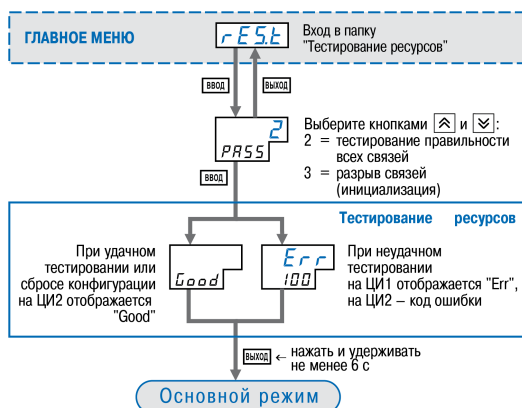 ГЛАВНОЕ МЕНЮ
rES.t
Вход в папку
"Тестирование ресурсов"
ВВОД
ВЫХОД
2
PASS
Выберите кнопками и :
2 = тестирование правильности
всех связей
3 = разрыв связей
(инициализация)
ВВОД
Тестирование ресурсов
При удачном
тестировании или
сбросе конфигурации
на ЦИ2 отображается
"Good"
Good
Err
100
При неудачном
тестировании
на ЦИ1 отображается "Err",
на ЦИ2 – код ошибки
ВЫХОД ← нажать и удерживать
не менее 6 с
Основной режим